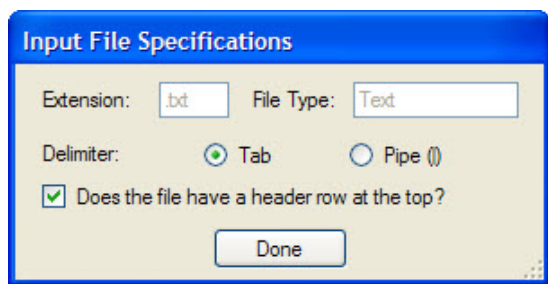 Input File Specifications
Extension: .txt File Type: Text
Delimiter: Tab Pipe (|)
Does the file have a header row at the top?
Done